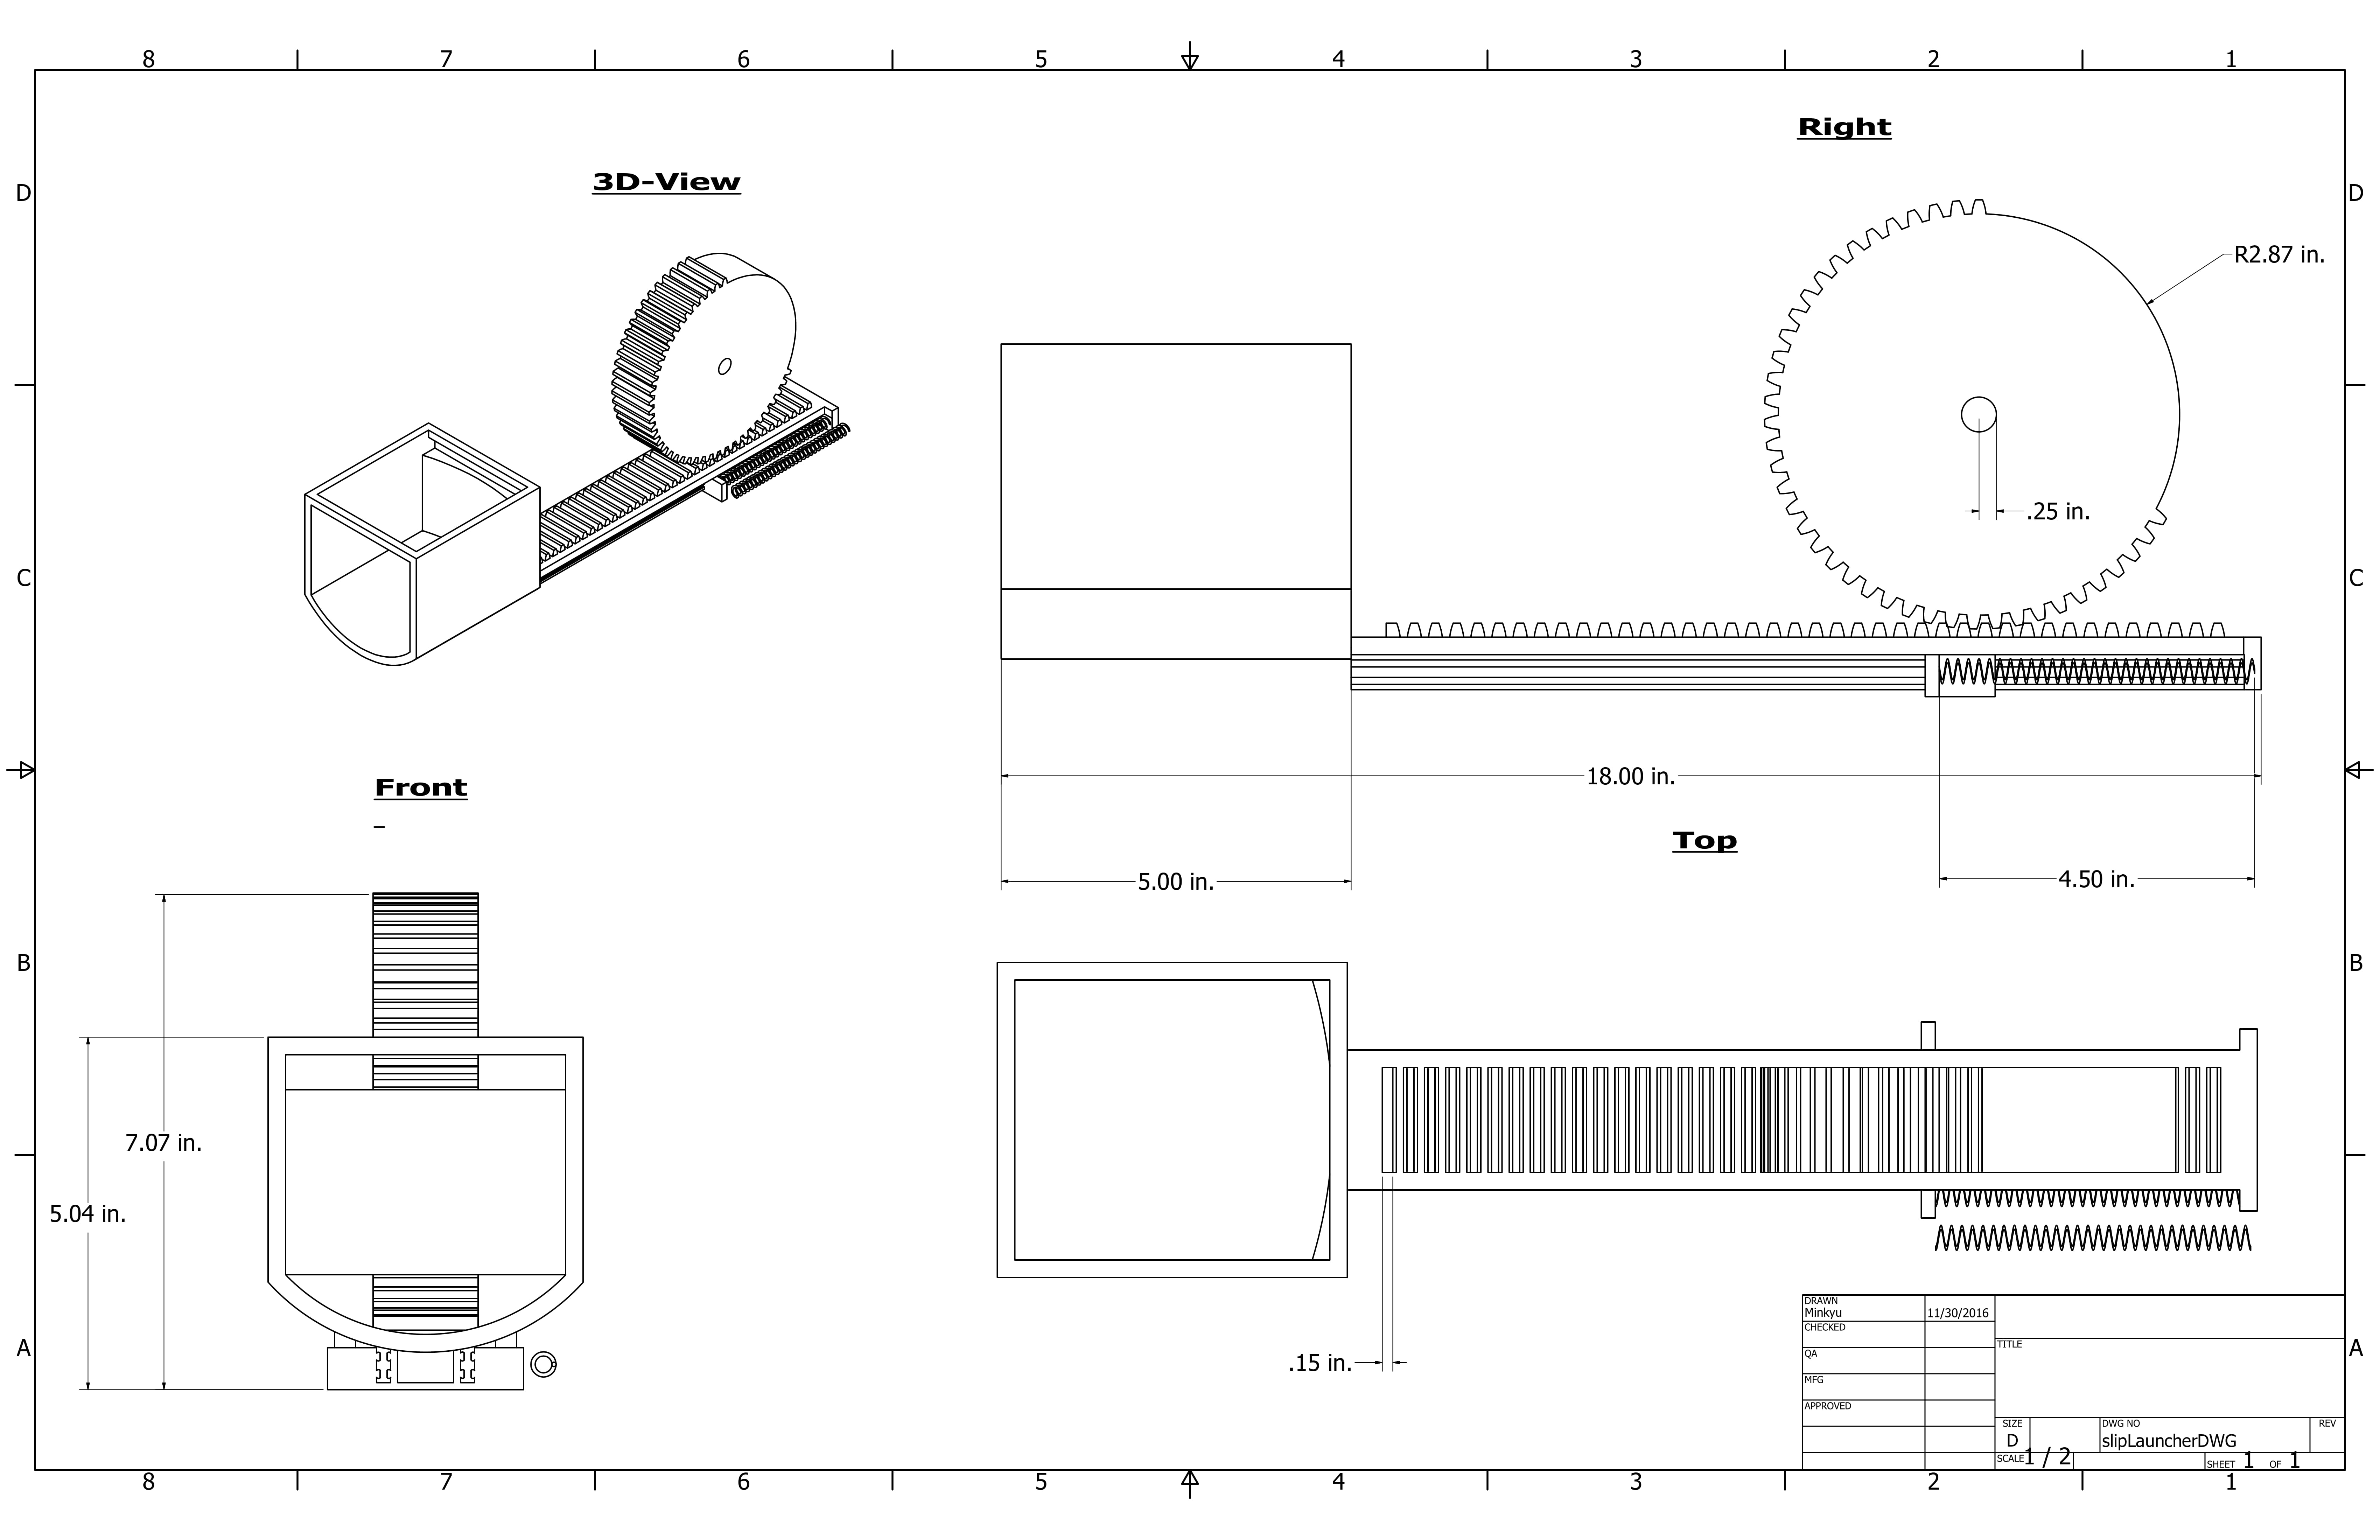 8 7 6 5 4 3 2 1
Right
3D-View
D D
R2.87 in.
.25 in.
C C
18.00 in.
Front
Top
5.00 in.
4.50 in.
B B
7.07 in.
5.04 in.
.15 in.
A A
DRAWN
Minkyu 11/30/2016
CHECKED
TITLE
QA
MFG
APPROVED
SIZE DWG NO REV
D slipLauncherDWG
SCALE 1 / 2 SHEET 1 OF 1
8 7 6 5 4 3 2 1